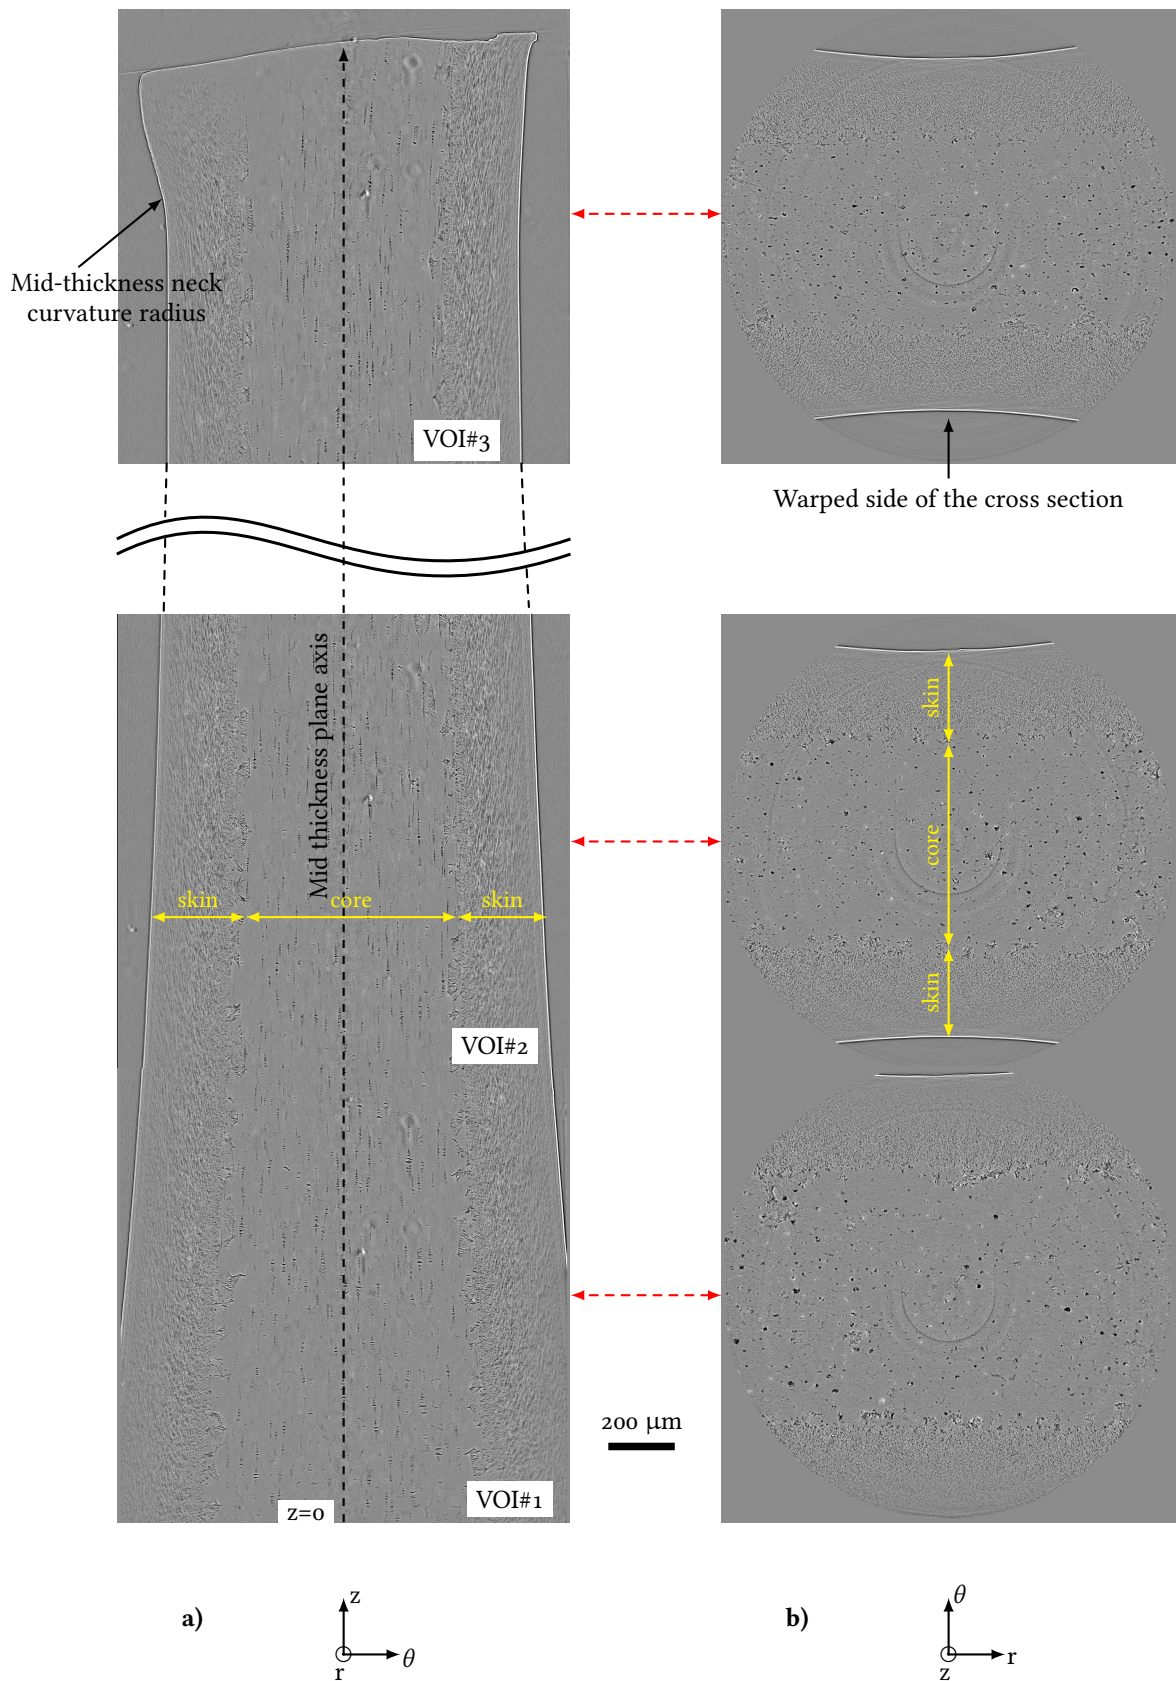 Mid-thickness neck
curvature radius
VOI#3
Warped side of the cross section
Mid thickness plane axis
skin
core
skin
skin
core
skin
VOI#2
200 μm
VOI#1
z=0
a)
z
r
θ
b)
θ
z
r